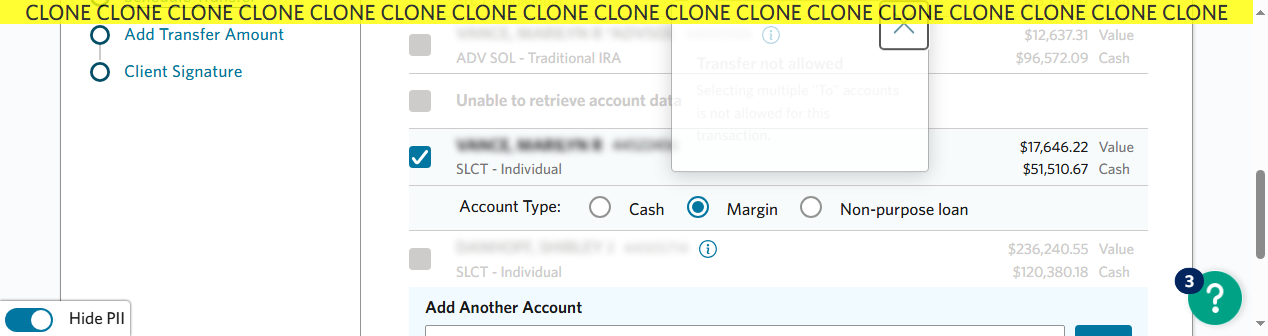 CLONE CLONE CLONE CLONE CLONE CLONE CLONE CLONE CLONE CLONE CLONE CLONE CLONE CLONE CLONE CLONE CLONE
Add Transfer Amount
Client Signature
$12,637.31 Value
ADV SOL - Traditional IRA
$96,572.09 Cash
Transfer not allowed
Selecting multiple "To" accounts
is not allowed for this
transaction.
Unable to retrieve account data
$17,646.22 Value
SLCT - Individual
$51,510.67 Cash
Account Type: Cash Margin Non-purpose loan
$236,240.55 Value
SLCT - Individual
$120,380.18 Cash
Add Another Account
Hide PII
3
?